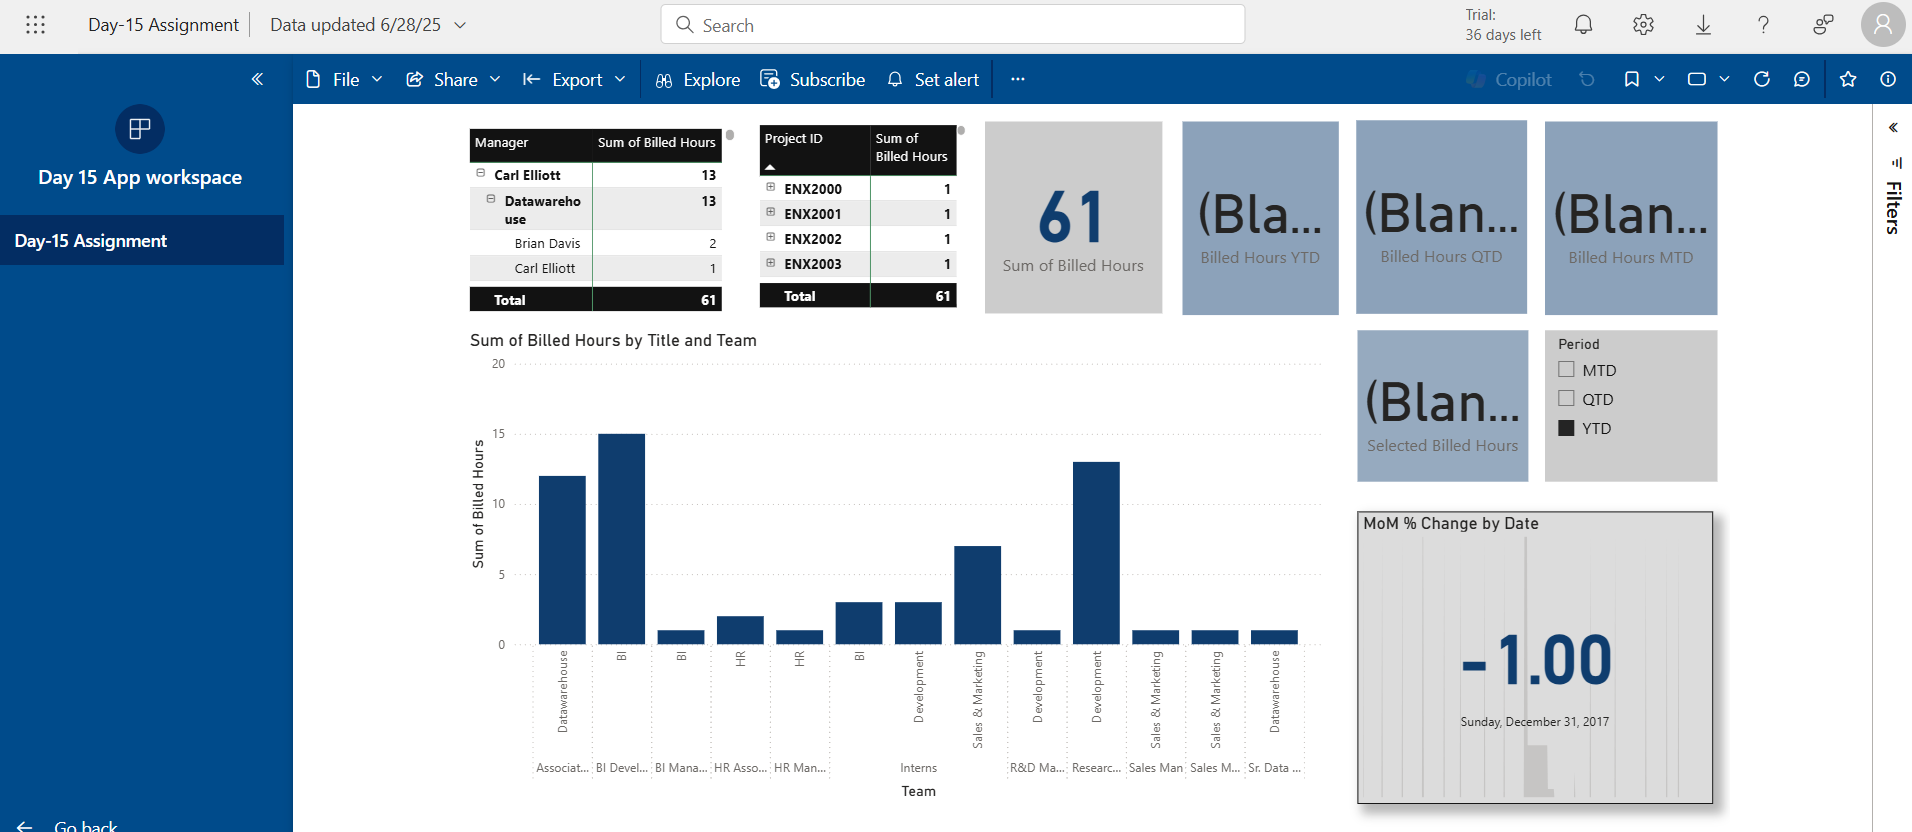 Day-15 Assignment
Data updated 6/28/25
Search
Trial:
36 days left
File
Share
Export
Explore
Subscribe
Set alert
Copilot
Day 15 App workspace
Day-15 Assignment
Go back
Manager Sum of Billed Hours
Carl Elliott 13
Datawareho
use 13
Brian Davis 2
Carl Elliott 1
Total 61
Project ID Sum of
Billed Hours
ENX2000 1
ENX2001 1
ENX2002 1
ENX2003 1
Total 61
61
Sum of Billed Hours
(Bla...
Billed Hours YTD
(Blan...
Billed Hours QTD
(Blan...
Billed Hours MTD
Filters
Sum of Billed Hours by Title and Team
20
15
10
5
0
Sum of Billed Hours
Datawarehouse
BI
BI
HR
HR
BI
Development
Sales & Marketing
Development
Development
Sales & Marketing
Sales & Marketing
Datawarehouse
Associat...
BI Devel...
BI Mana...
HR Asso...
HR Man...
Interns
R&D Ma...
Researc...
Sales Man
Sales M...
Sr. Data ...
Team
(Blan...
Selected Billed Hours
Period
MTD
QTD
YTD
MoM % Change by Date
-1.00
Sunday, December 31, 2017